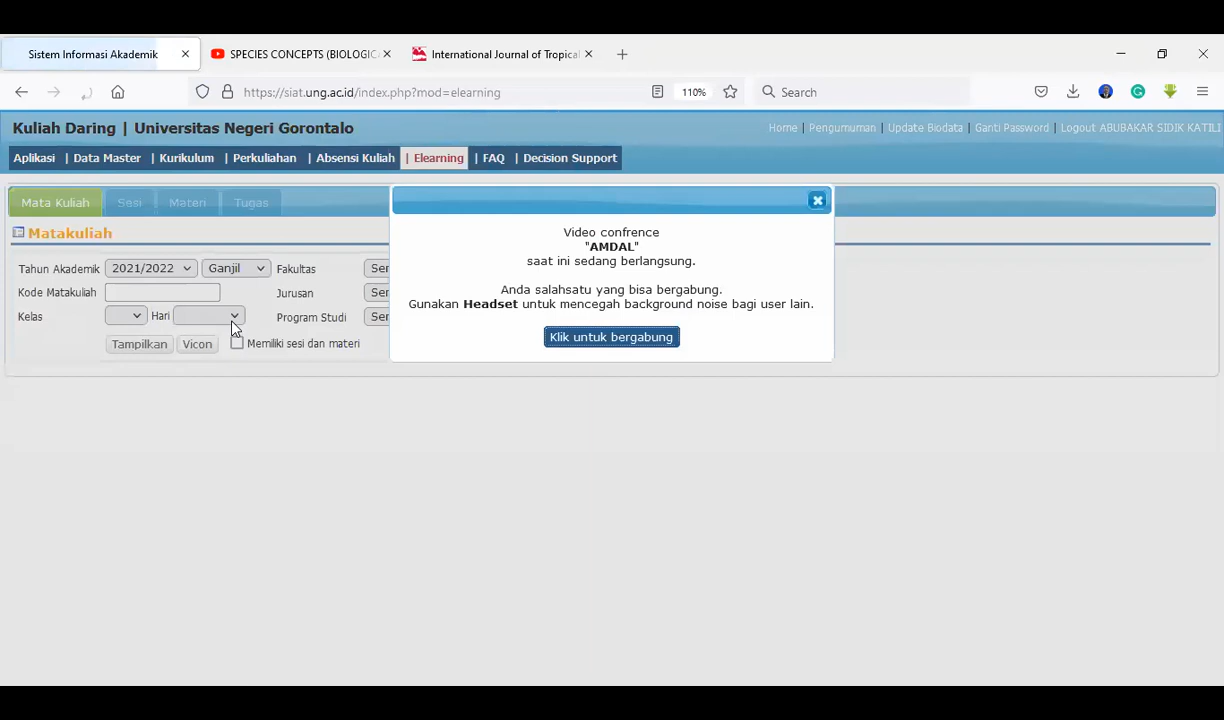 Sistem Informasi Akademik
SPECIES CONCEPTS (BIOLOGICA
International Journal of Tropical
https://siat.ung.ac.id/index.php?mod=elearning
110%
Search
Kuliah Daring | Universitas Negeri Gorontalo
Home | Pengumuman | Update Biodata | Ganti Password | Logout ABUBAKAR SIDIK KATILI
Aplikasi | Data Master | Kurikulum | Perkuliahan | Absensi Kuliah | Elearning | FAQ | Decision Support
Mata Kuliah Sesi Materi Tugas
Matakuliah
Tahun Akademik 2021/2022 Ganjil Fakultas Ser
Kode Matakuliah Jurusan Ser
Kelas Hari Program Studi Ser
Tampilkan Vicon Memiliki sesi dan materi
Video confrence
"AMDAL"
saat ini sedang berlangsung.
Anda salahsatu yang bisa bergabung.
Gunakan Headset untuk mencegah background noise bagi user lain.
Klik untuk bergabung